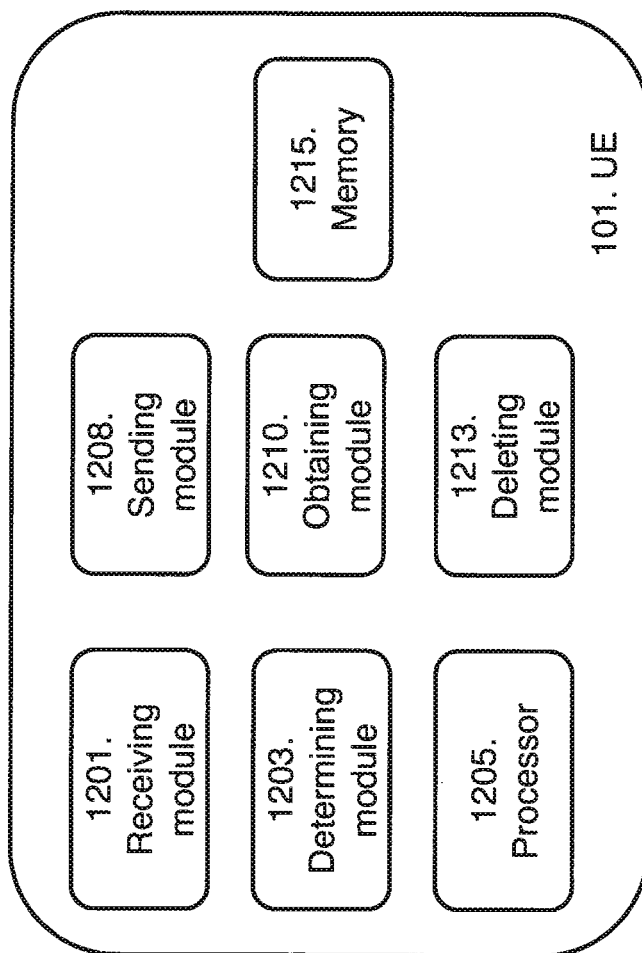 1201.
Receiving
module
1208.
Sending
module
1203.
Determining
module
1210.
Obtaining
module
1215.
Memory
1205.
Processor
1213.
Deleting
module
101. UE